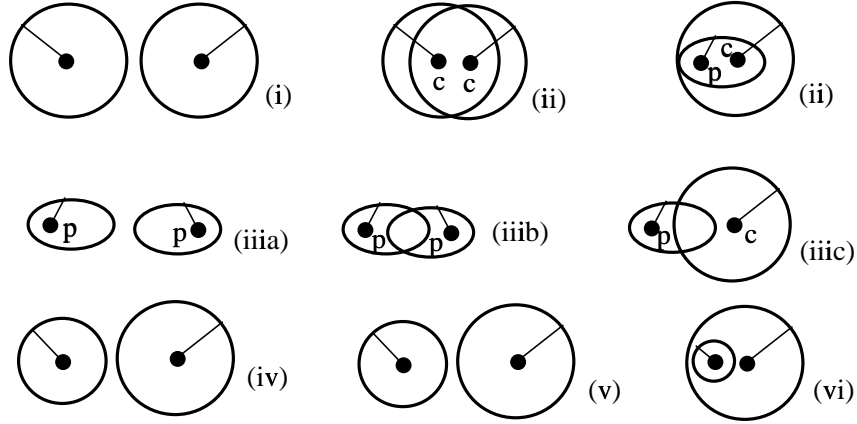 (i)
c c (ii)
c p (ii)
p p (iiia)
p p (iiib)
p c (iiic)
(iv)
(v)
(vi)